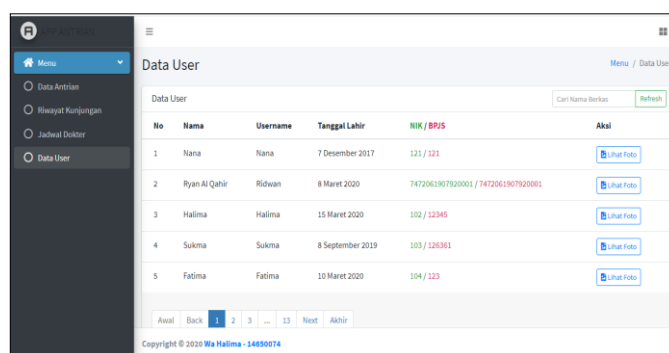 APP ANTRIAN
Menu
Data Antrian
Riwayat Kunjungan
Jadwal Dokter
Data User
Data User
Menu / Data Use
Data User
Cari Nama Berkas
Refresh
No Nama Username Tanggal Lahir NIK / BPJS Aksi
1 Nana Nana 7 Desember 2017 121 / 121 Lihat Foto
2 Ryan Al Qahir Ridwan 8 Maret 2020 7472061907920001 / 7472061907920001 Lihat Foto
3 Halima Halima 15 Maret 2020 102 / 12345 Lihat Foto
4 Sukma Sukma 8 September 2019 103 / 126361 Lihat Foto
5 Fatima Fatima 10 Maret 2020 104 / 123 Lihat Foto
Awal Back 1 2 3 ... 13 Next Akhir
Copyright © 2020 Wa Halima - 14650074